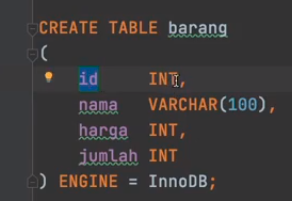 CREATE TABLE barang
(
id INT,
nama VARCHAR(100),
harga INT,
jumlah INT
) ENGINE = InnoDB;